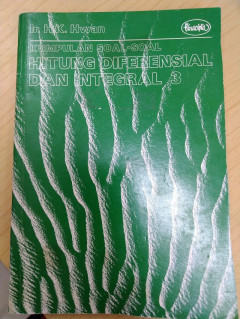 Ir. H.K. Hwan
KUMPULAN SOAL-SOAL
HITUNG DIFERENSIAL
DAN INTEGRAL 3